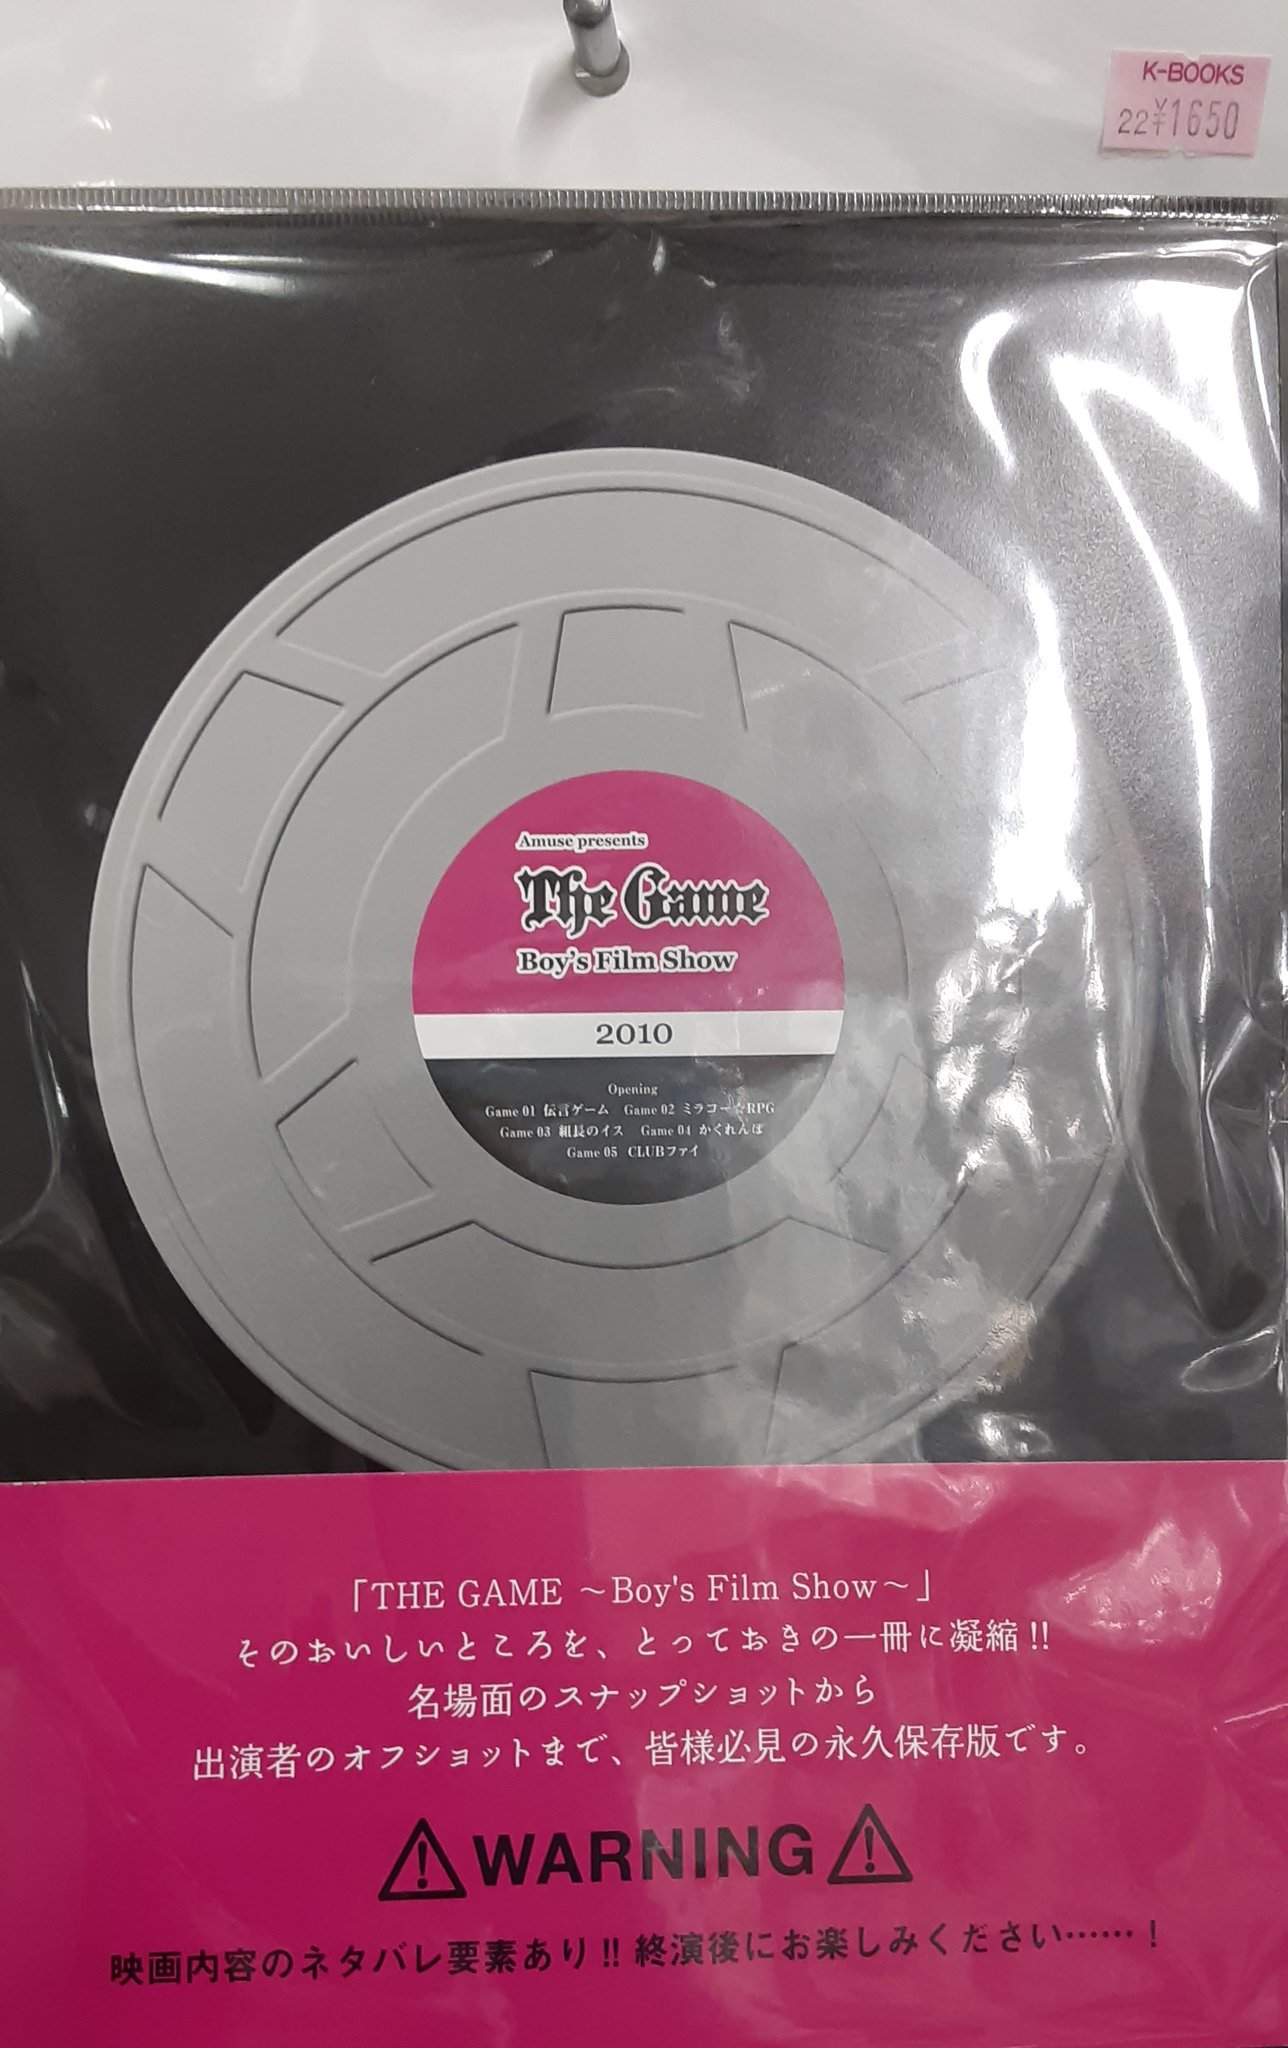 K-BOOKS
22¥1650
Amuse presents
The Game
Boy's Film Show
2010
Opening
Game 01 伝言ゲーム Game 02 ミラコー☆RPG
Game 03 組長のイス Game 04 かくれんぼ
Game 05 CLUBファイ
「THE GAME ～Boy's Film Show～」
そのおいしいところを、とっておきの一冊に凝縮!!
名場面のスナップショットから
出演者のオフショットまで、皆様必見の永久保存版です。
WARNING
映画内容のネタバレ要素あり!!終演後にお楽しみください……！